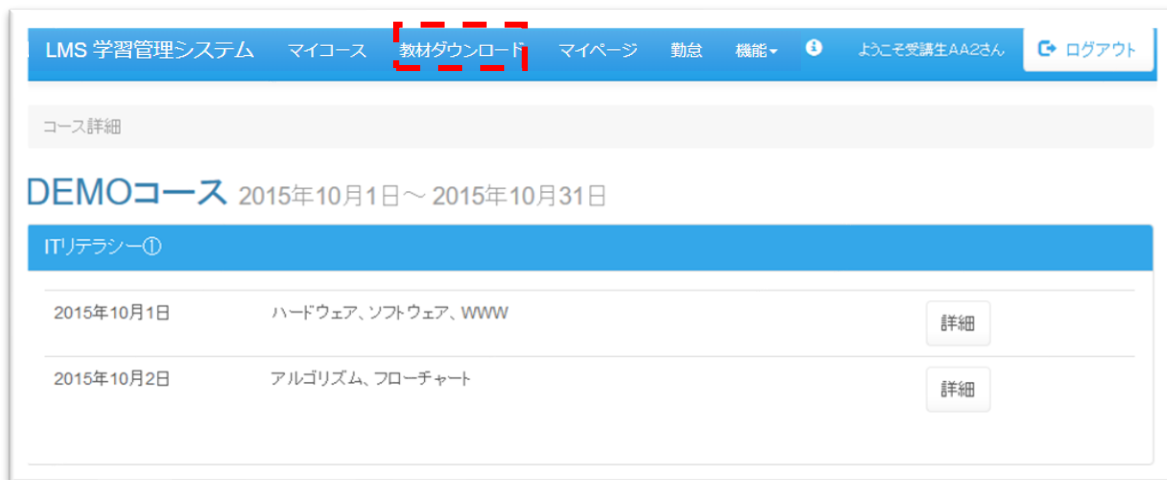 LMS 学習管理システム マイコース 教材ダウンロード マイページ 勤怠 機能 ようこそ受講生AA2さん ログアウト
コース詳細
DEMOコース 2015年10月1日～ 2015年10月31日
ITリテラシー①
2015年10月1日 ハードウェア、ソフトウェア、WWW 詳細
2015年10月2日 アルゴリズム、フローチャート 詳細